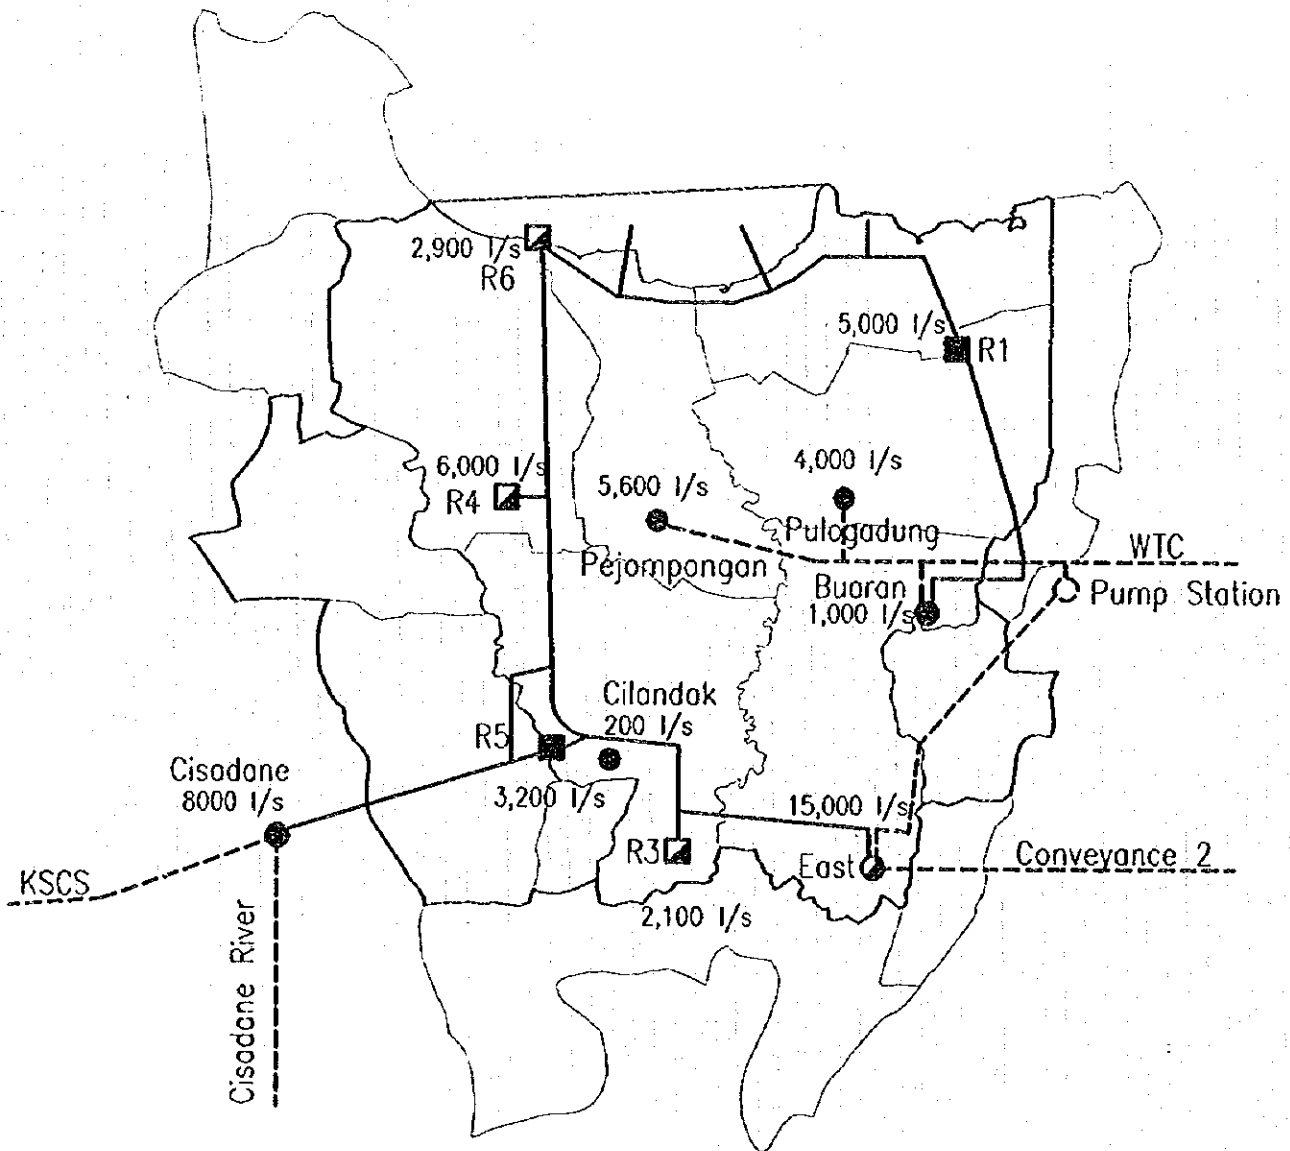 2,900 l/s
R6
5,000 l/s
R1
6,000 l/s
R4
5,600 l/s
Pejompongan
4,000 l/s
Pulogadung
WTC
Buaran
1,000 l/s
Pump Station
Cilandak
200 l/s
R5
3,200 l/s
Cisadane
8000 l/s
KSCS
Cisadane River
15,000 l/s
R3
2,100 l/s
East
Conveyance 2